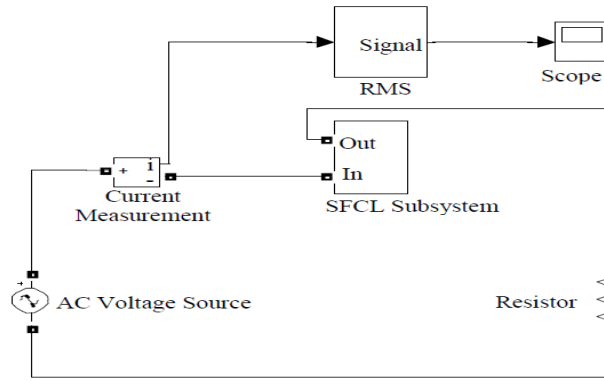 Signal
RMS
Scope
Out
In
SFCL Subsystem
+ i
-
Current
Measurement
+
AC Voltage Source
Resistor